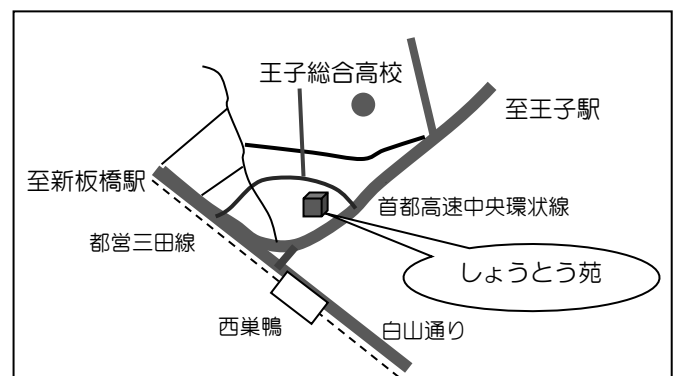 王子総合高校
至王子駅
至新板橋駅
首都高速中央環状線
都営三田線
しょうとう苑
西巣鴨
白山通り